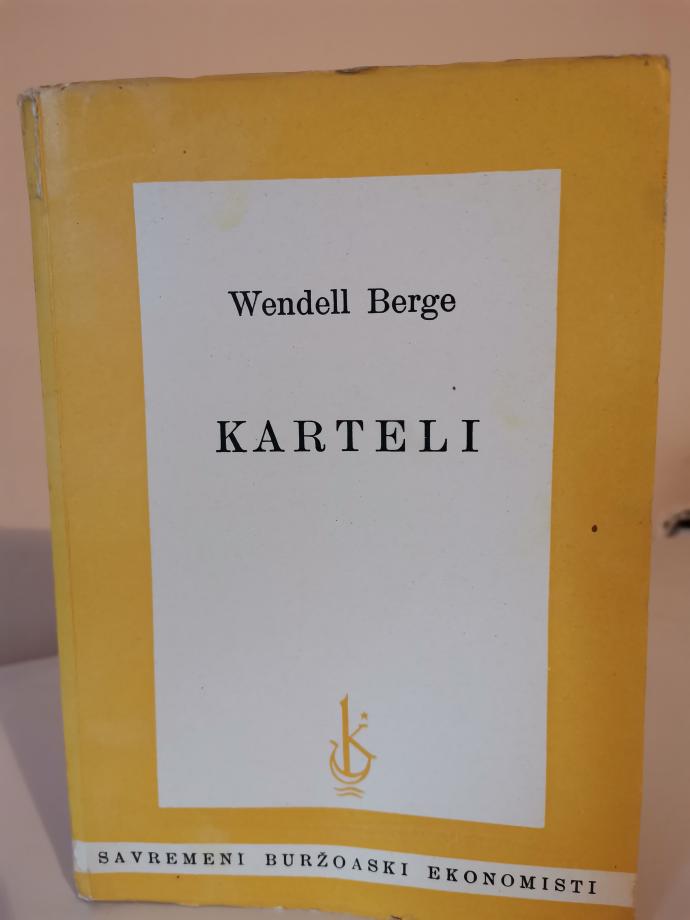 Wendell Berge
KARTELI
k
SAVREMENI BURŽOASKI EKONOMISTI